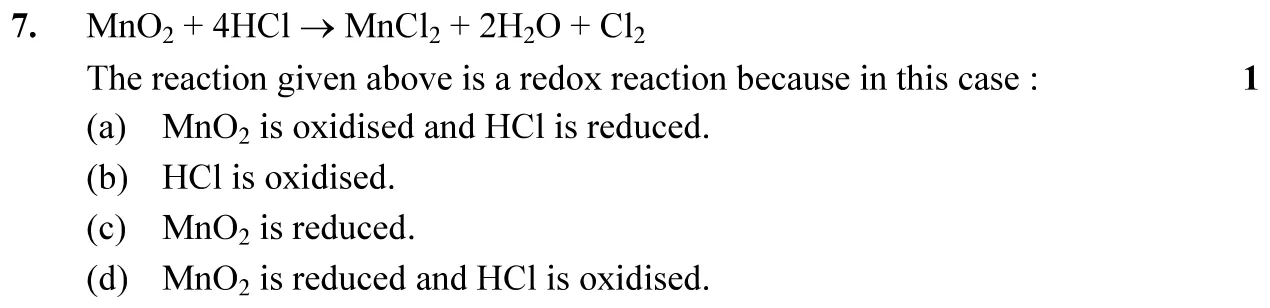 7. MnO₂ + 4HCl → MnCl₂ + 2H₂O + Cl₂
The reaction given above is a redox reaction because in this case : 1
(a) MnO₂ is oxidised and HCl is reduced.
(b) HCl is oxidised.
(c) MnO₂ is reduced.
(d) MnO₂ is reduced and HCl is oxidised.